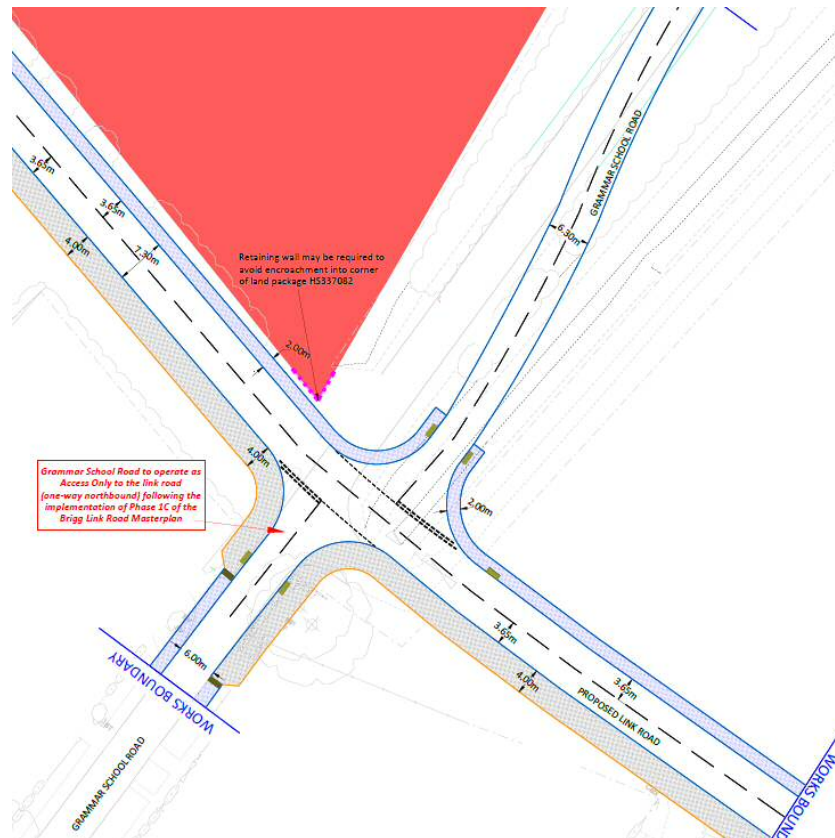 GRAMMAR SCHOOL ROAD
6.30m
3.65m
3.65m
7.30m
4.00m
Retaining wall may be required to
avoid encroachment into corner
of land package HS337082
2.00m
4.00m
Grammar School Road to operate as
Access Only to the link road
(one-way northbound) following the
implementation of Phase 1C of the
Brigg Link Road Masterplan
2.00m
3.65m
3.65m
4.00m
PROPOSED LINK ROAD
6.00m
WORKS BOUNDARY
GRAMMAR SCHOOL ROAD
WORKS